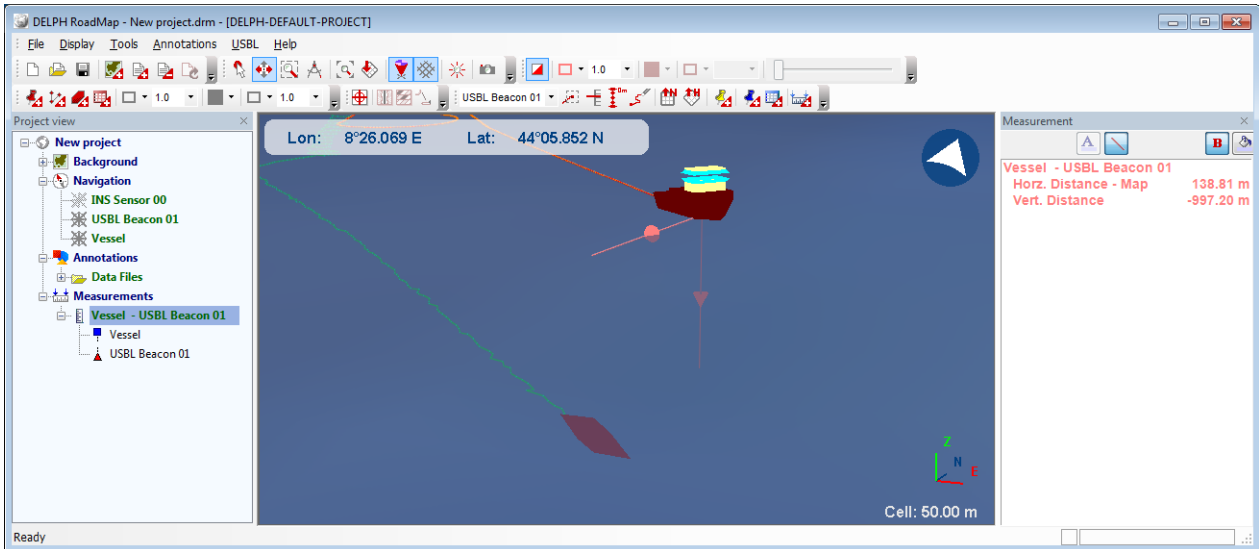 DELPH RoadMap - New project.drm - [DELPH-DEFAULT-PROJECT]
File Display Tools Annotations USBL Help
1.0
1.0 1.0 USBL Beacon 01 0m
Project view
New project
Background
Navigation
INS Sensor 00
USBL Beacon 01
Vessel
Annotations
Data Files
Measurements
Vessel - USBL Beacon 01
Vessel
USBL Beacon 01
Lon: 8°26.069 E Lat: 44°05.852 N
Z
N
E
Cell: 50.00 m
Measurement
A B
Vessel - USBL Beacon 01
Horz. Distance - Map 138.81 m
Vert. Distance -997.20 m
Ready